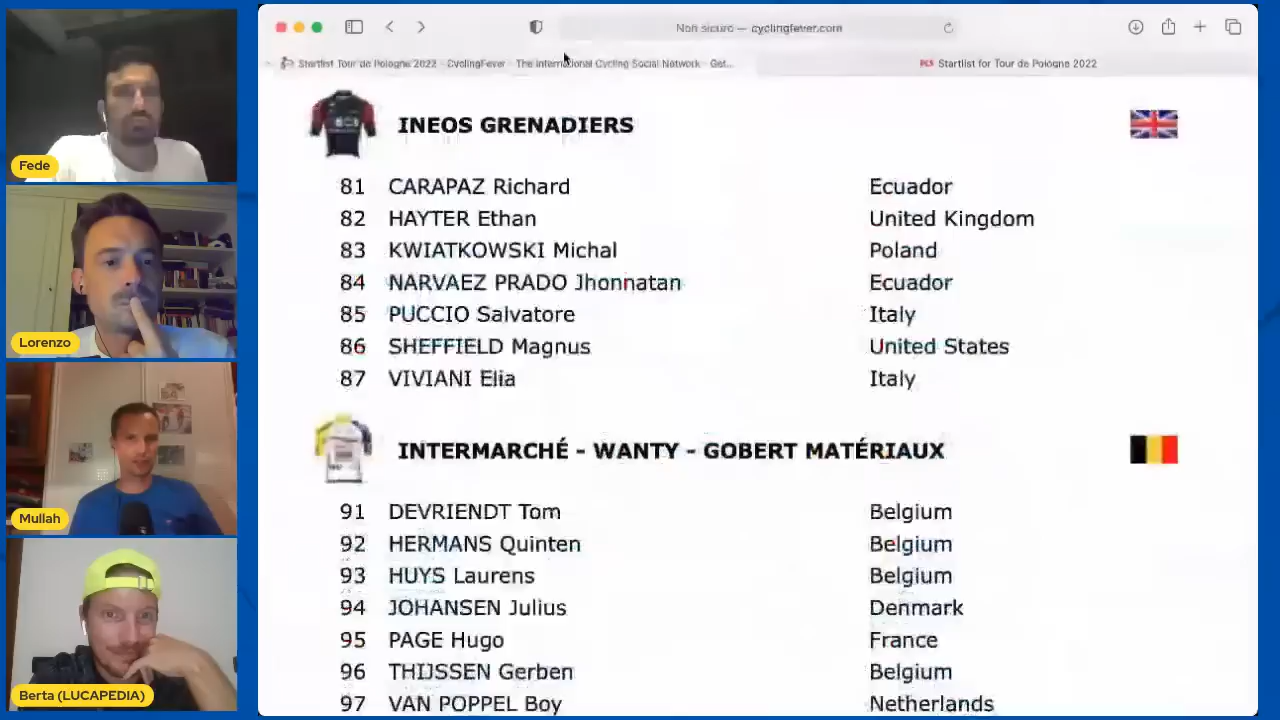 Non sicuro — cyclingfever.com
Startlist Tour de Pologne 2022 - CyclingFever - The International Cycling Social Network - Get...
PCS Startlist for Tour de Pologne 2022
INEOS GRENADIERS
81 CARAPAZ Richard Ecuador
82 HAYTER Ethan United Kingdom
83 KWIATKOWSKI Michal Poland
84 NARVAEZ PRADO Jhonnatan Ecuador
85 PUCCIO Salvatore Italy
86 SHEFFIELD Magnus United States
87 VIVIANI Elia Italy
INTERMARCHÉ - WANTY - GOBERT MATÉRIAUX
91 DEVRIENDT Tom Belgium
92 HERMANS Quinten Belgium
93 HUYS Laurens Belgium
94 JOHANSEN Julius Denmark
95 PAGE Hugo France
96 THIJSSEN Gerben Belgium
97 VAN POPPEL Boy Netherlands
Fede
Lorenzo
Mullah
Berta (LUCAPEDIA)